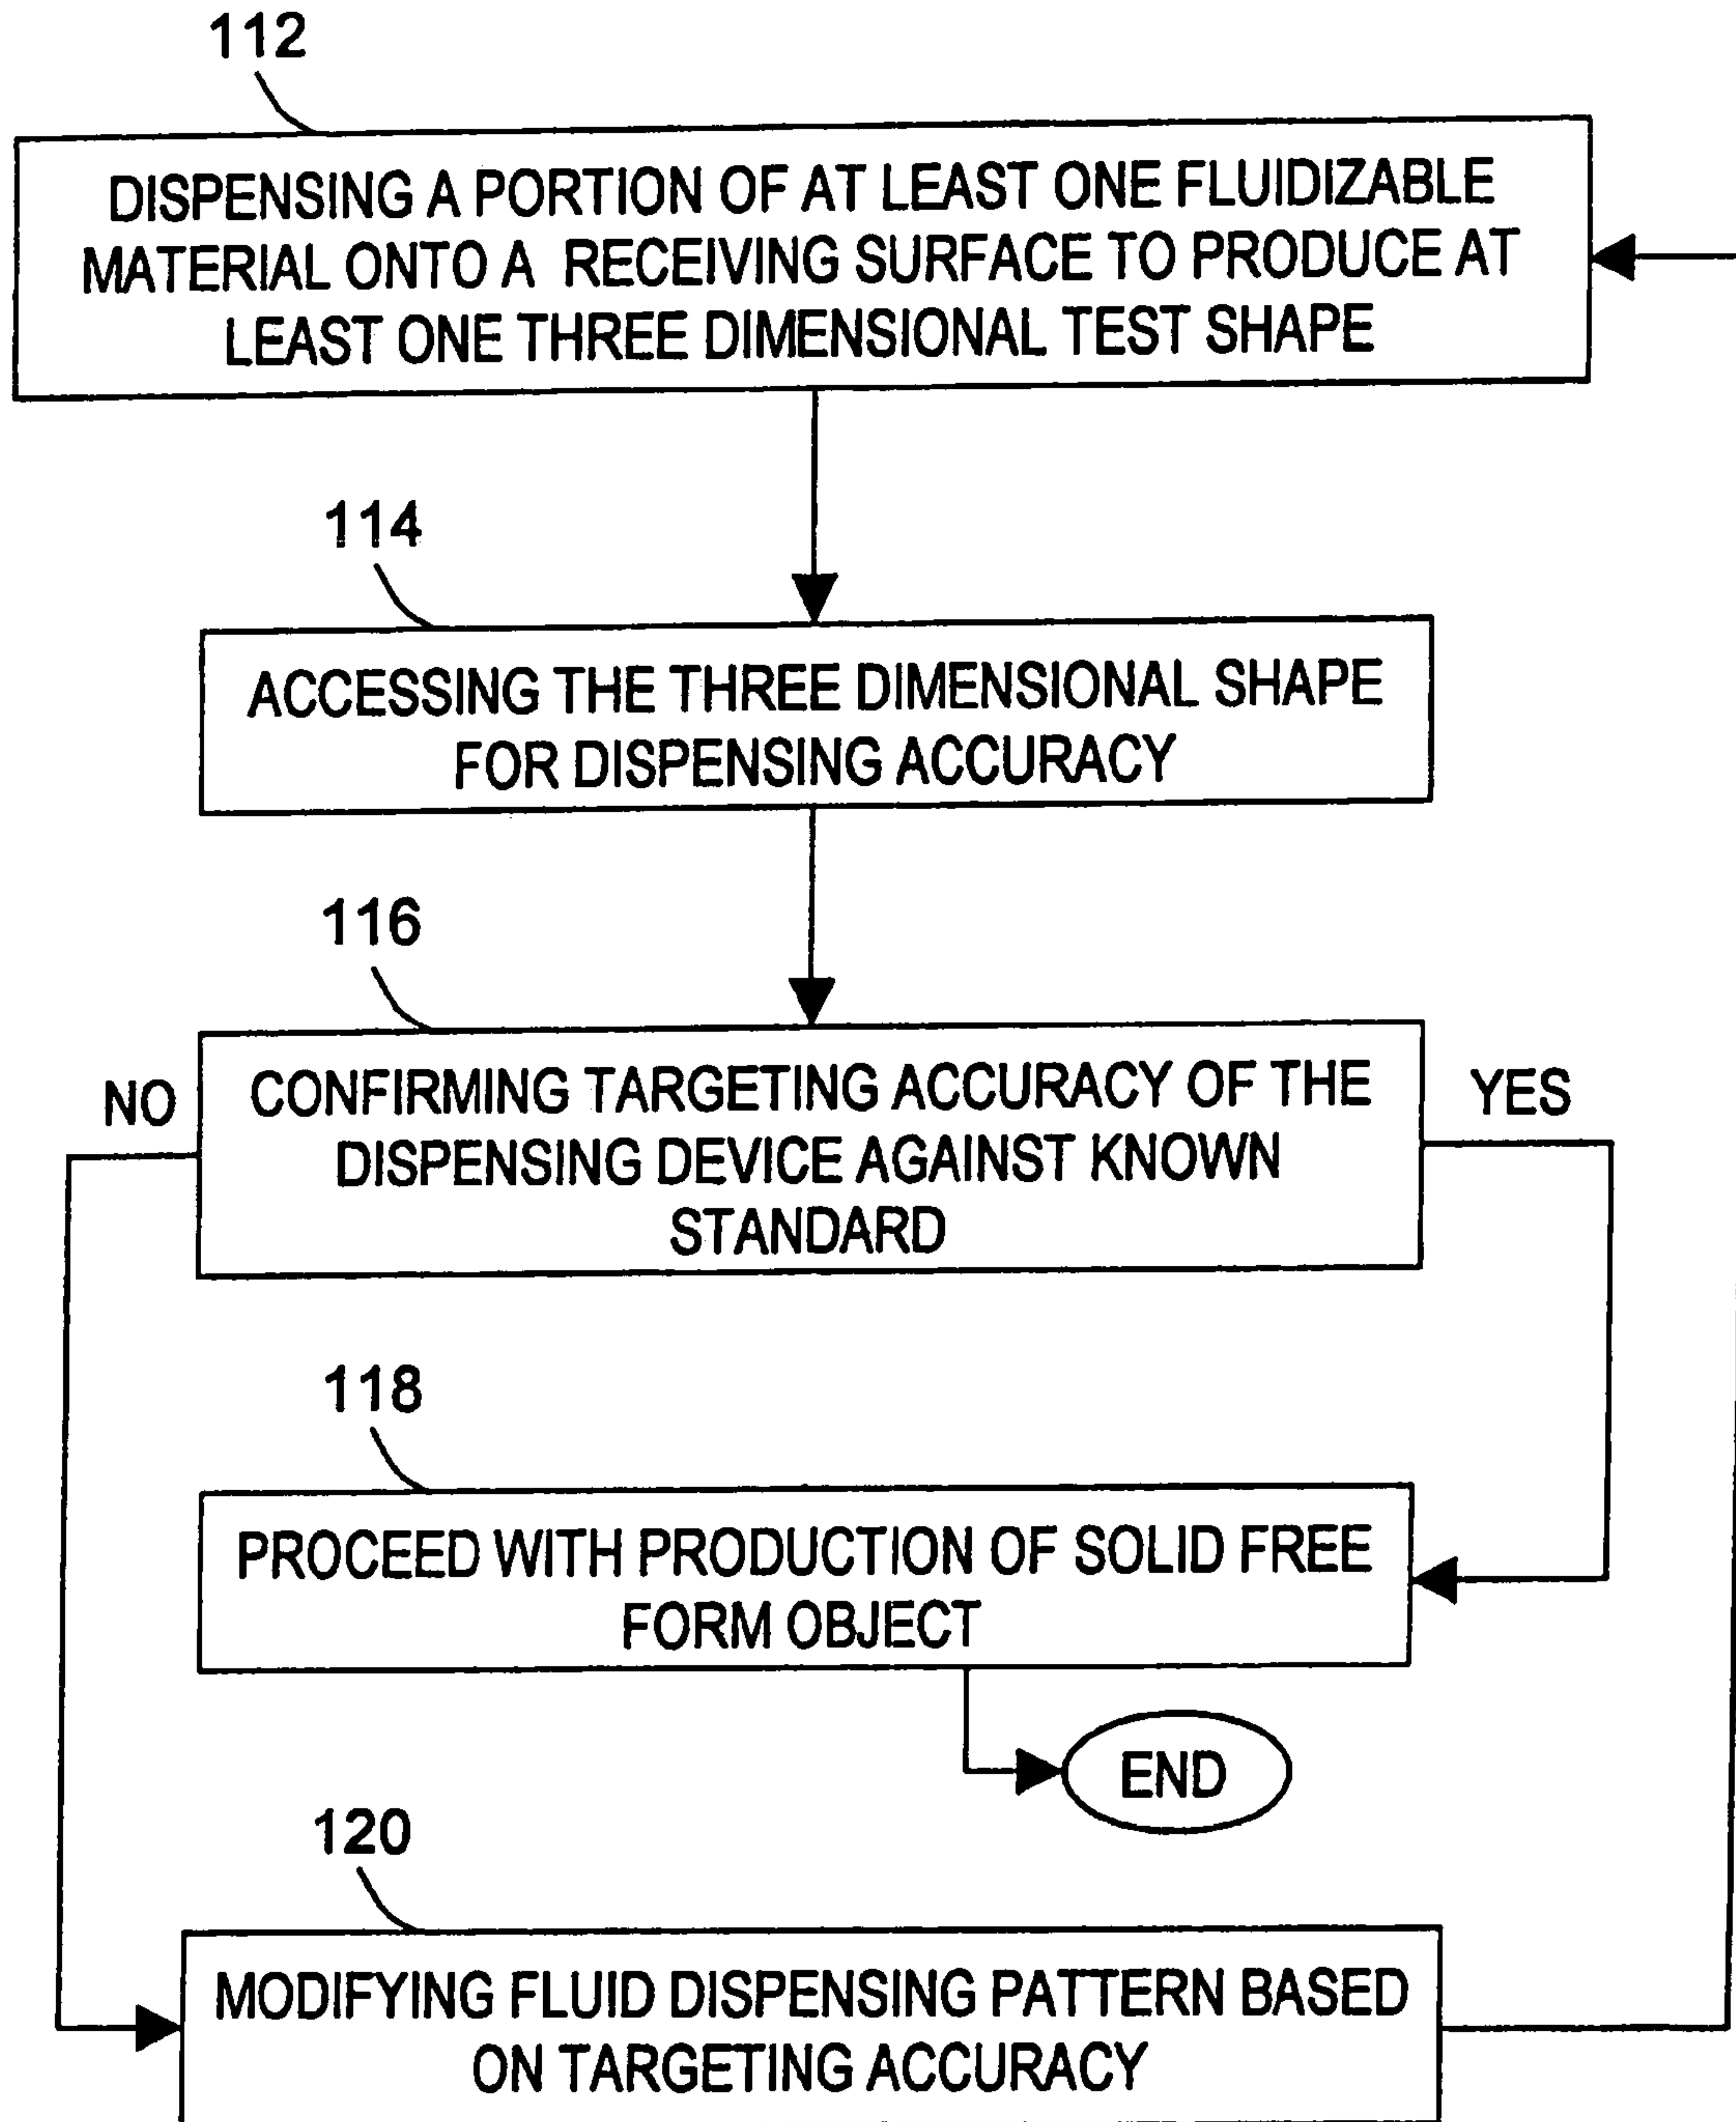 112
DISPENSING A PORTION OF AT LEAST ONE FLUIDIZABLE
MATERIAL ONTO A RECEIVING SURFACE TO PRODUCE AT
LEAST ONE THREE DIMENSIONAL TEST SHAPE
114
ACCESSING THE THREE DIMENSIONAL SHAPE
FOR DISPENSING ACCURACY
116
NO
CONFIRMING TARGETING ACCURACY OF THE
DISPENSING DEVICE AGAINST KNOWN
STANDARD
YES
118
PROCEED WITH PRODUCTION OF SOLID FREE
FORM OBJECT
END
120
MODIFYING FLUID DISPENSING PATTERN BASED
ON TARGETING ACCURACY